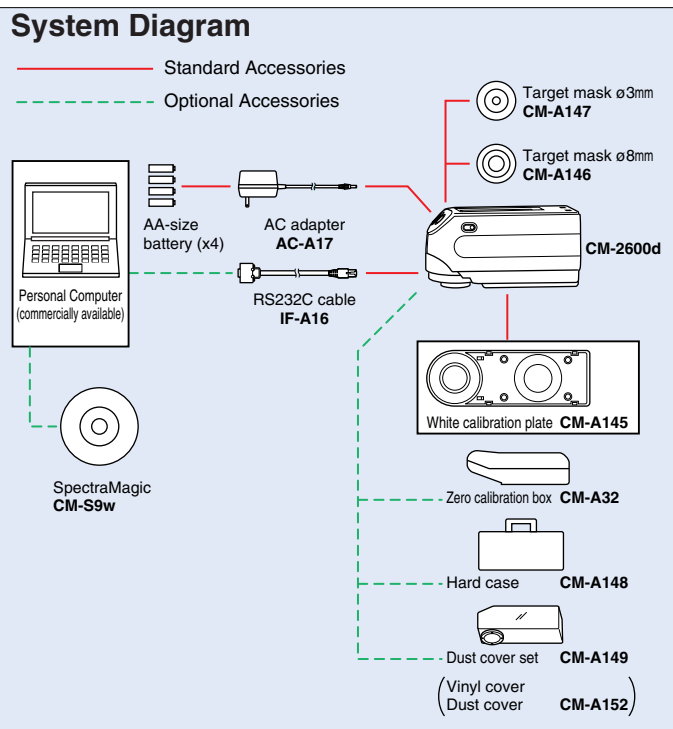 System Diagram
Standard Accessories
Optional Accessories
Target mask ø3mm
CM-A147
Target mask ø8mm
CM-A146
AA-size
battery (x4)
AC adapter
AC-A17
CM-2600d
Personal Computer
(commercially available)
RS232C cable
IF-A16
White calibration plate CM-A145
SpectraMagic
CM-S9w
Zero calibration box CM-A32
Hard case CM-A148
Dust cover set CM-A149
(Vinyl cover
Dust cover CM-A152)